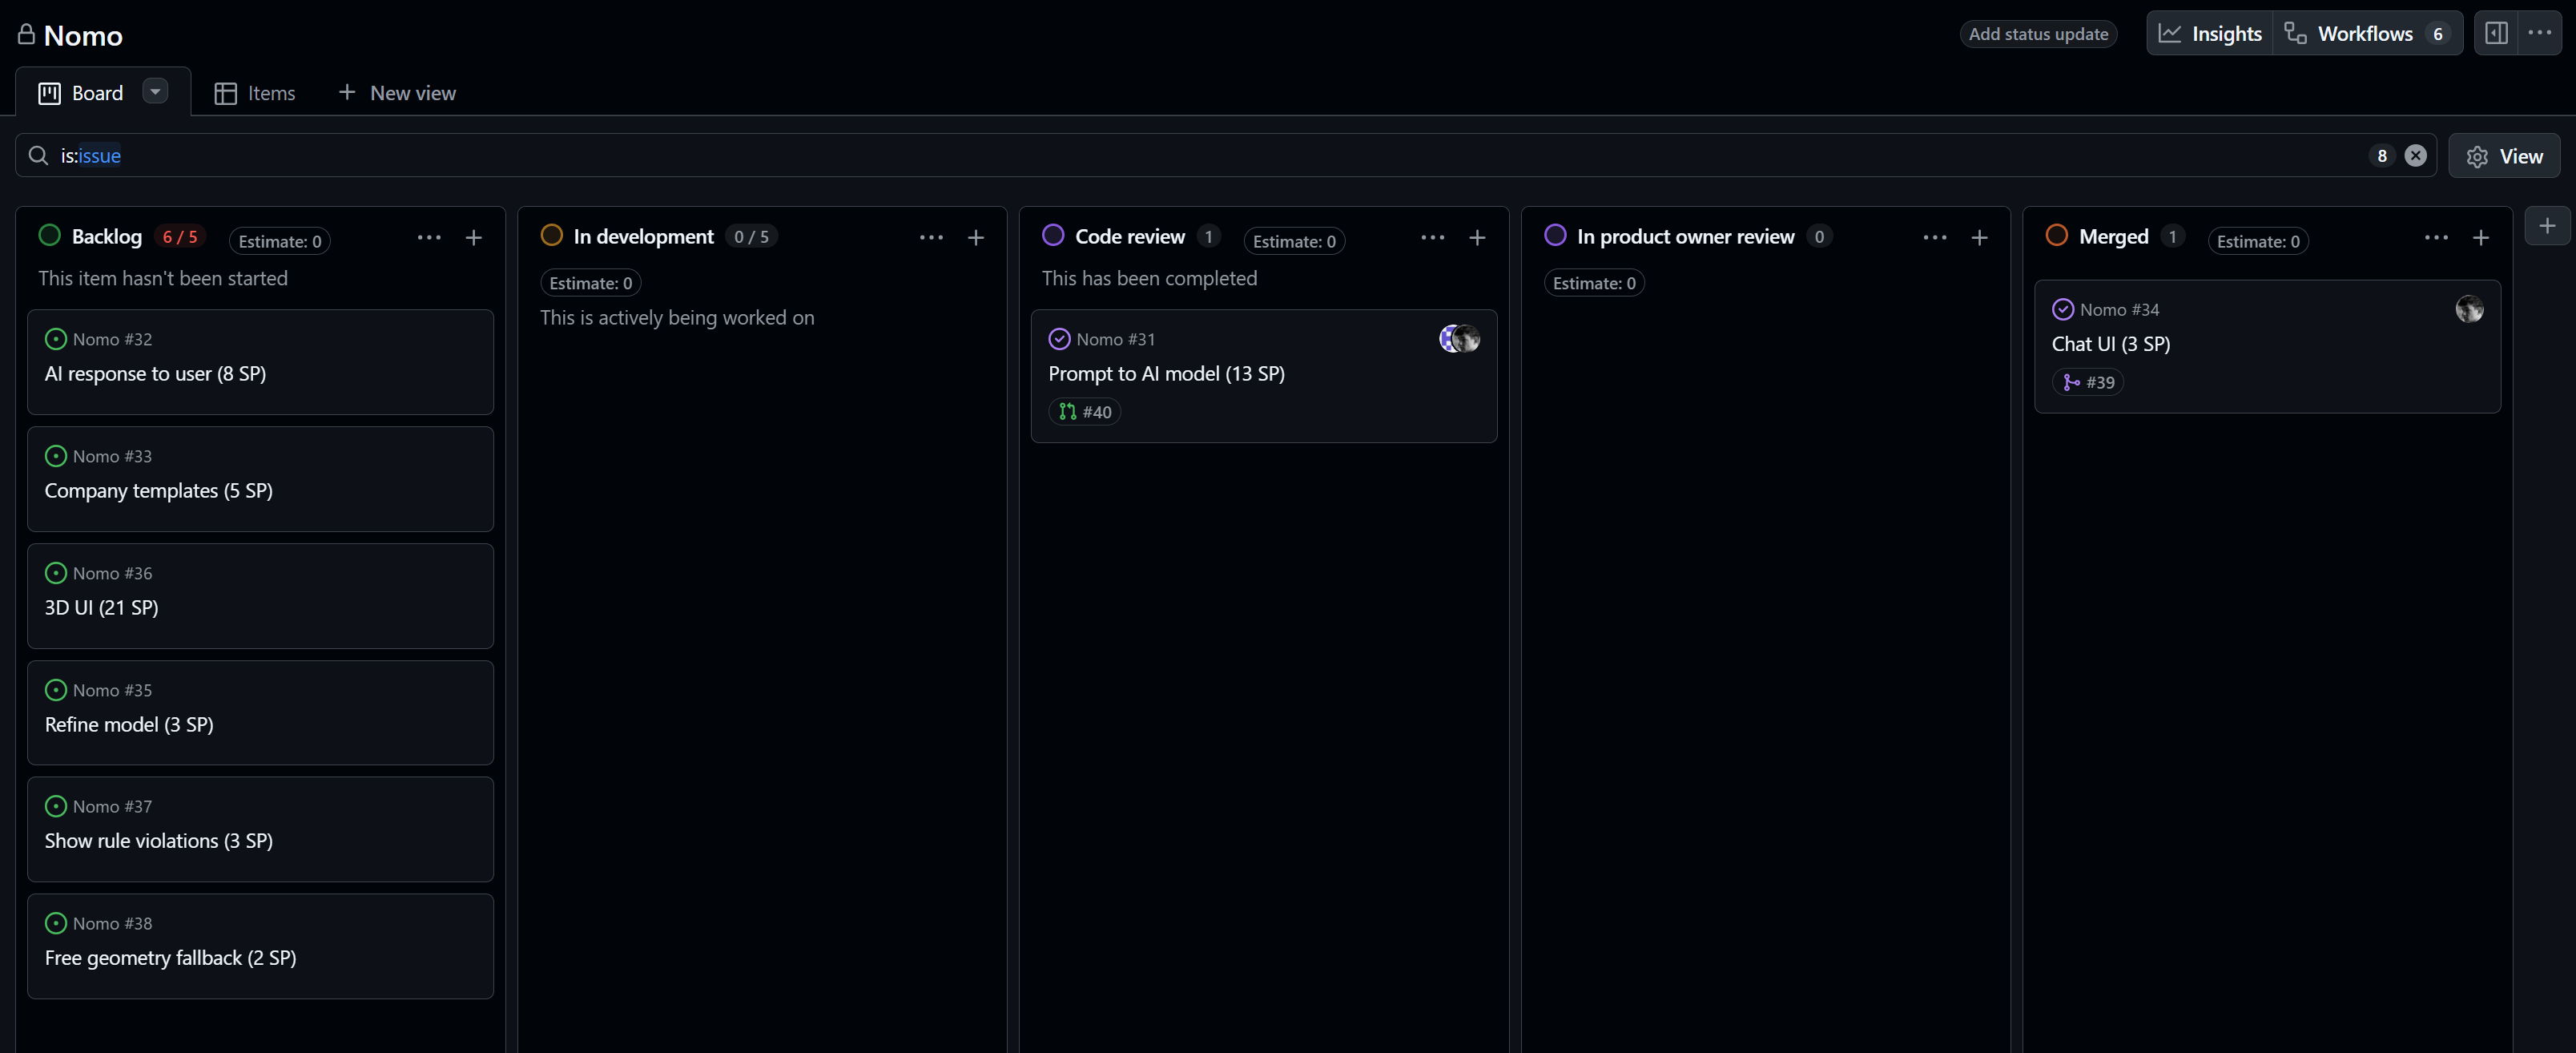 Nomo
Add status update
Insights
Workflows 6
Board
Items
New view
is:issue
8
View
Backlog 6 / 5 Estimate: 0
This item hasn't been started
Nomo #32
AI response to user (8 SP)
Nomo #33
Company templates (5 SP)
Nomo #36
3D UI (21 SP)
Nomo #35
Refine model (3 SP)
Nomo #37
Show rule violations (3 SP)
Nomo #38
Free geometry fallback (2 SP)
In development 0 / 5
Estimate: 0
This is actively being worked on
Code review 1 Estimate: 0
This has been completed
Nomo #31
Prompt to AI model (13 SP)
#40
In product owner review 0
Estimate: 0
Merged 1 Estimate: 0
Nomo #34
Chat UI (3 SP)
#39